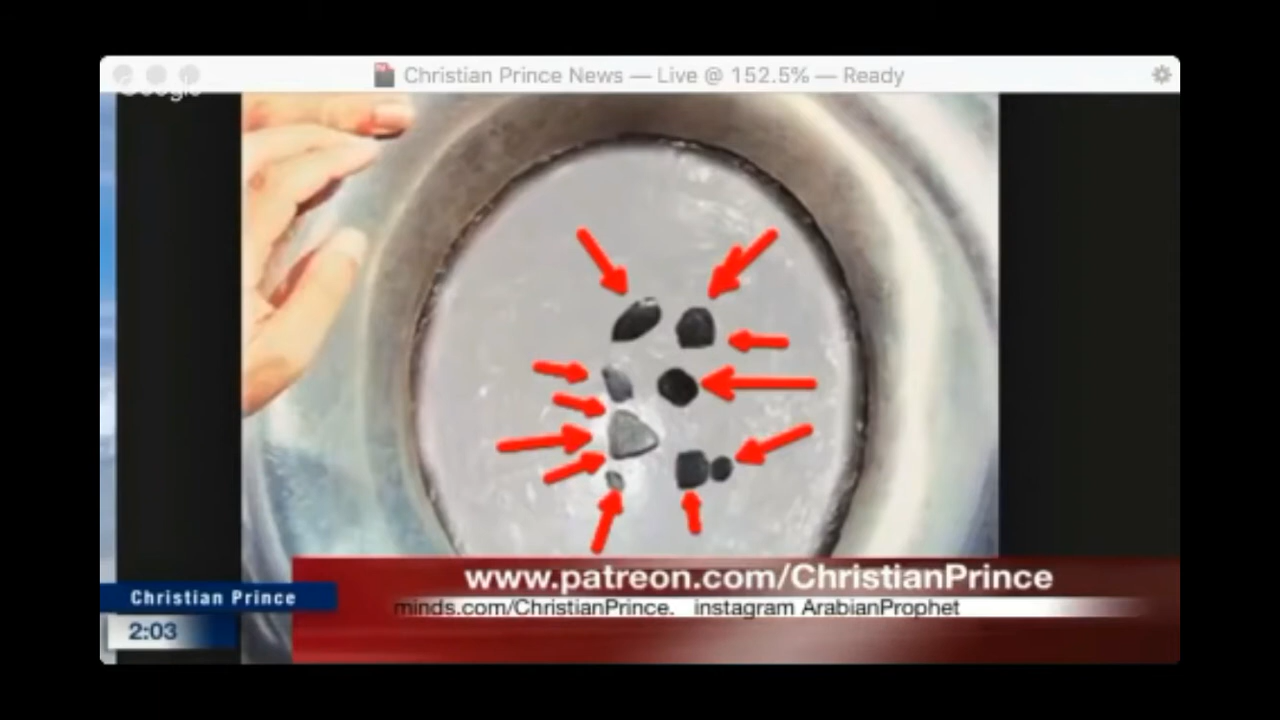 Christian Prince News — Live @ 152.5% — Ready
Google
www.patreon.com/ChristianPrince
Christian Prince
minds.com/ChristianPrince. instagram ArabianProphet
2:03